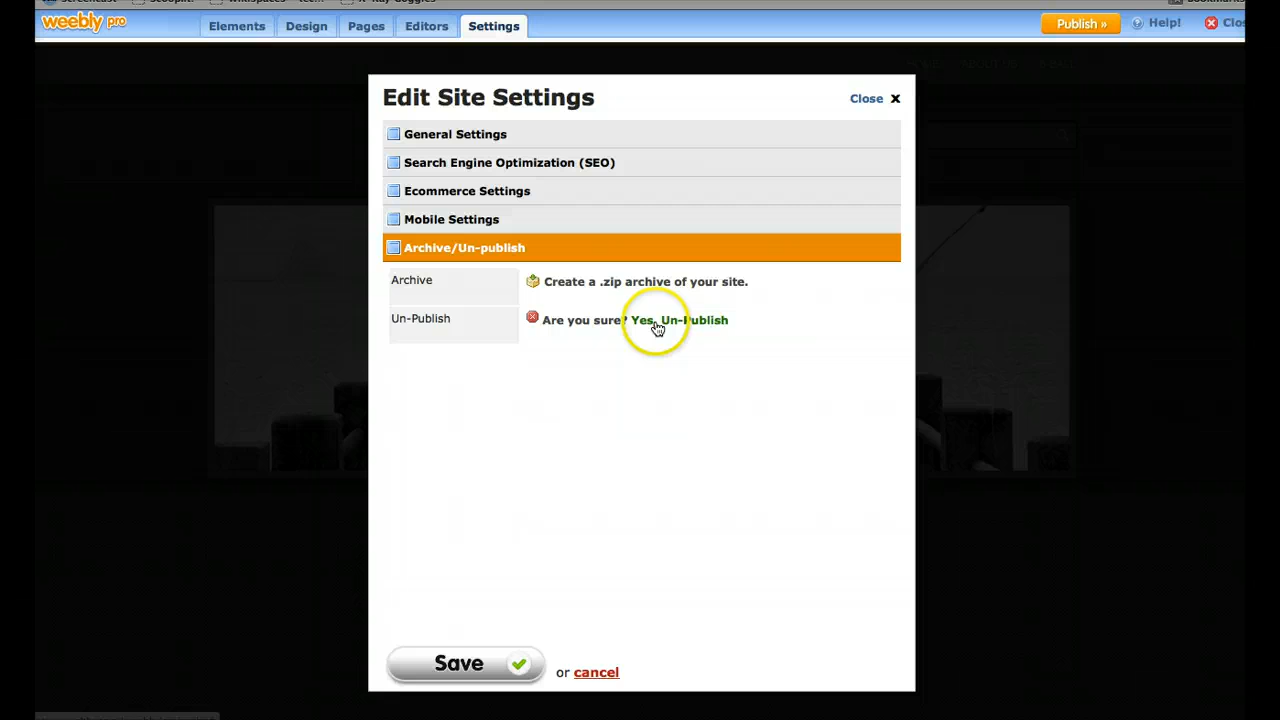 weebly pro
Elements
Design
Pages
Editors
Settings
Publish »
Help!
Clos
Edit Site Settings
Close x
General Settings
Search Engine Optimization (SEO)
Ecommerce Settings
Mobile Settings
Archive/Un-publish
Archive
Create a .zip archive of your site.
Un-Publish
Are you sure? Yes, Un-Publish
Save
or cancel